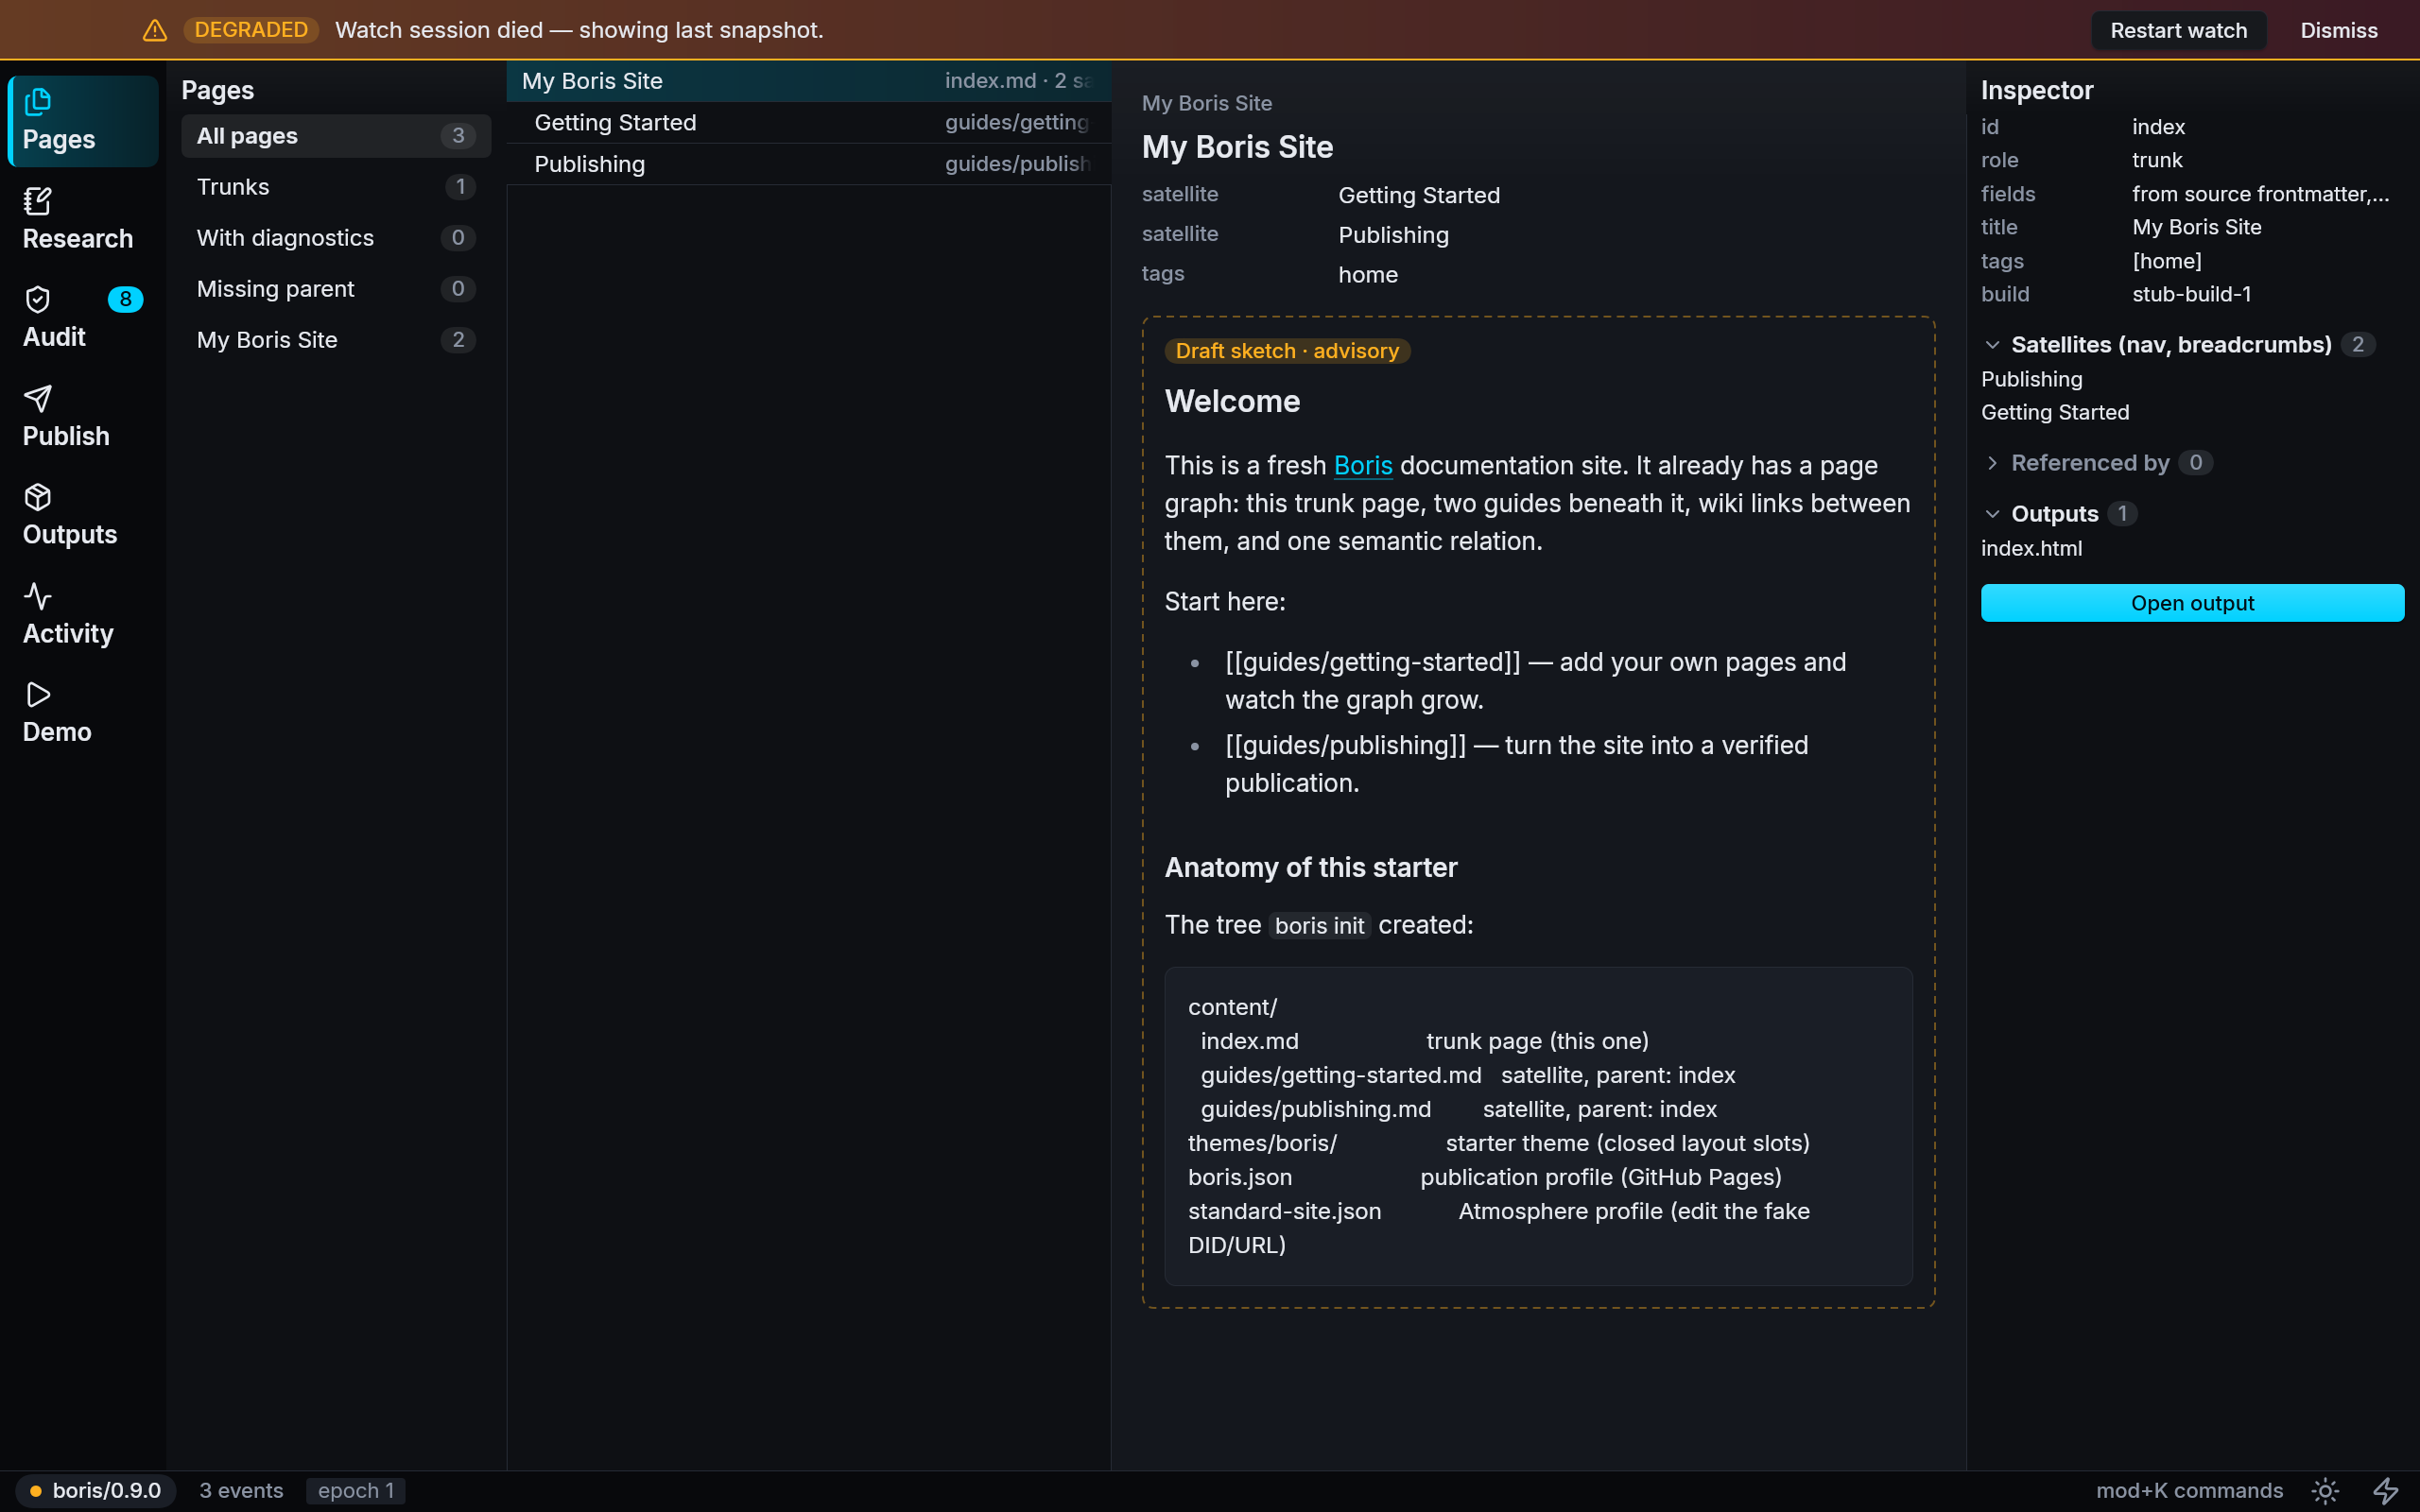 DEGRADED Watch session died — showing last snapshot. Restart watch Dismiss
Pages
Research
Audit 8
Publish
Outputs
Activity
Demo
Pages
All pages 3
Trunks 1
With diagnostics 0
Missing parent 0
My Boris Site 2
My Boris Site index.md · 2
Getting Started
Publishing
My Boris Site
My Boris Site
satellite Getting Started
satellite Publishing
tags home
Draft sketch · advisory
Welcome
This is a fresh Boris documentation site. It already has a page
graph: this trunk page, two guides beneath it, wiki links between
them, and one semantic relation.
Start here:
• [[guides/getting-started]] — add your own pages and
watch the graph grow.
• [[guides/publishing]] — turn the site into a verified
publication.
Anatomy of this starter
The tree boris init created:
content/
index.md trunk page (this one)
guides/getting-started.md satellite, parent: index
guides/publishing.md satellite, parent: index
themes/boris/ starter theme (closed layout slots)
boris.json publication profile (GitHub Pages)
standard-site.json Atmosphere profile (edit the fake
DID/URL)
Inspector
id index
role trunk
fields from source frontmatter,...
title My Boris Site
tags [home]
build stub-build-1
Satellites (nav, breadcrumbs) 2
Publishing
Getting Started
Referenced by 0
Outputs 1
index.html
Open output
boris/0.9.0 3 events epoch 1 mod+K commands